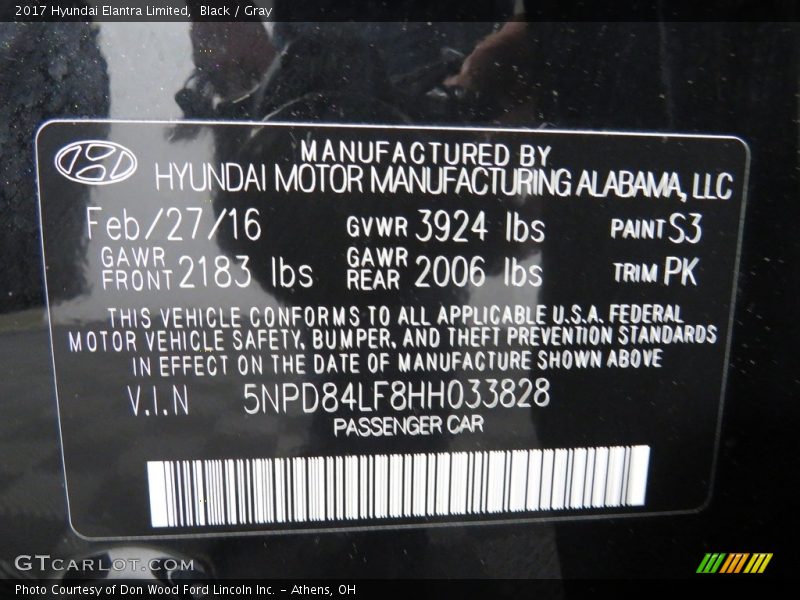 2017 Hyundai Elantra Limited, Black / Gray
MANUFACTURED BY
HYUNDAI MOTOR MANUFACTURING ALABAMA, LLC
Feb/27/16 GVWR 3924 lbs PAINT S3
GAWR FRONT 2183 lbs GAWR REAR 2006 lbs TRIM PK
THIS VEHICLE CONFORMS TO ALL APPLICABLE U.S.A. FEDERAL
MOTOR VEHICLE SAFETY, BUMPER, AND THEFT PREVENTION STANDARDS
IN EFFECT ON THE DATE OF MANUFACTURE SHOWN ABOVE
V.I.N 5NPD84LF8HH033828
PASSENGER CAR
GTCARLOT.COM
Photo Courtesy of Don Wood Ford Lincoln Inc. - Athens, OH